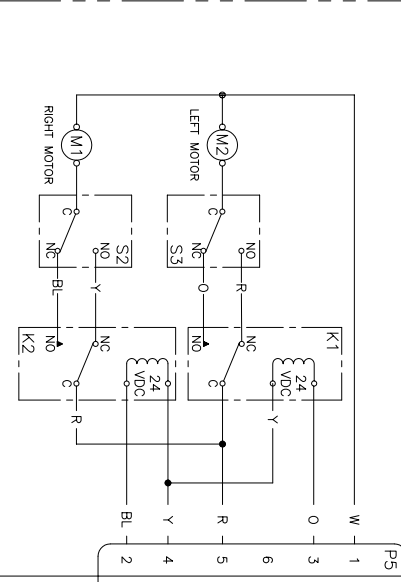 RIGHT MOTOR
M1
LEFT MOTOR
M2
C
NC
NO
S2
C
NC
NO
S3
BL
Y
O
R
K2
NO
NC
C
24
VDC
K1
NO
NC
C
24
VDC
R
Y
BL
Y
R
O
W
2
4
5
6
3
1
P5